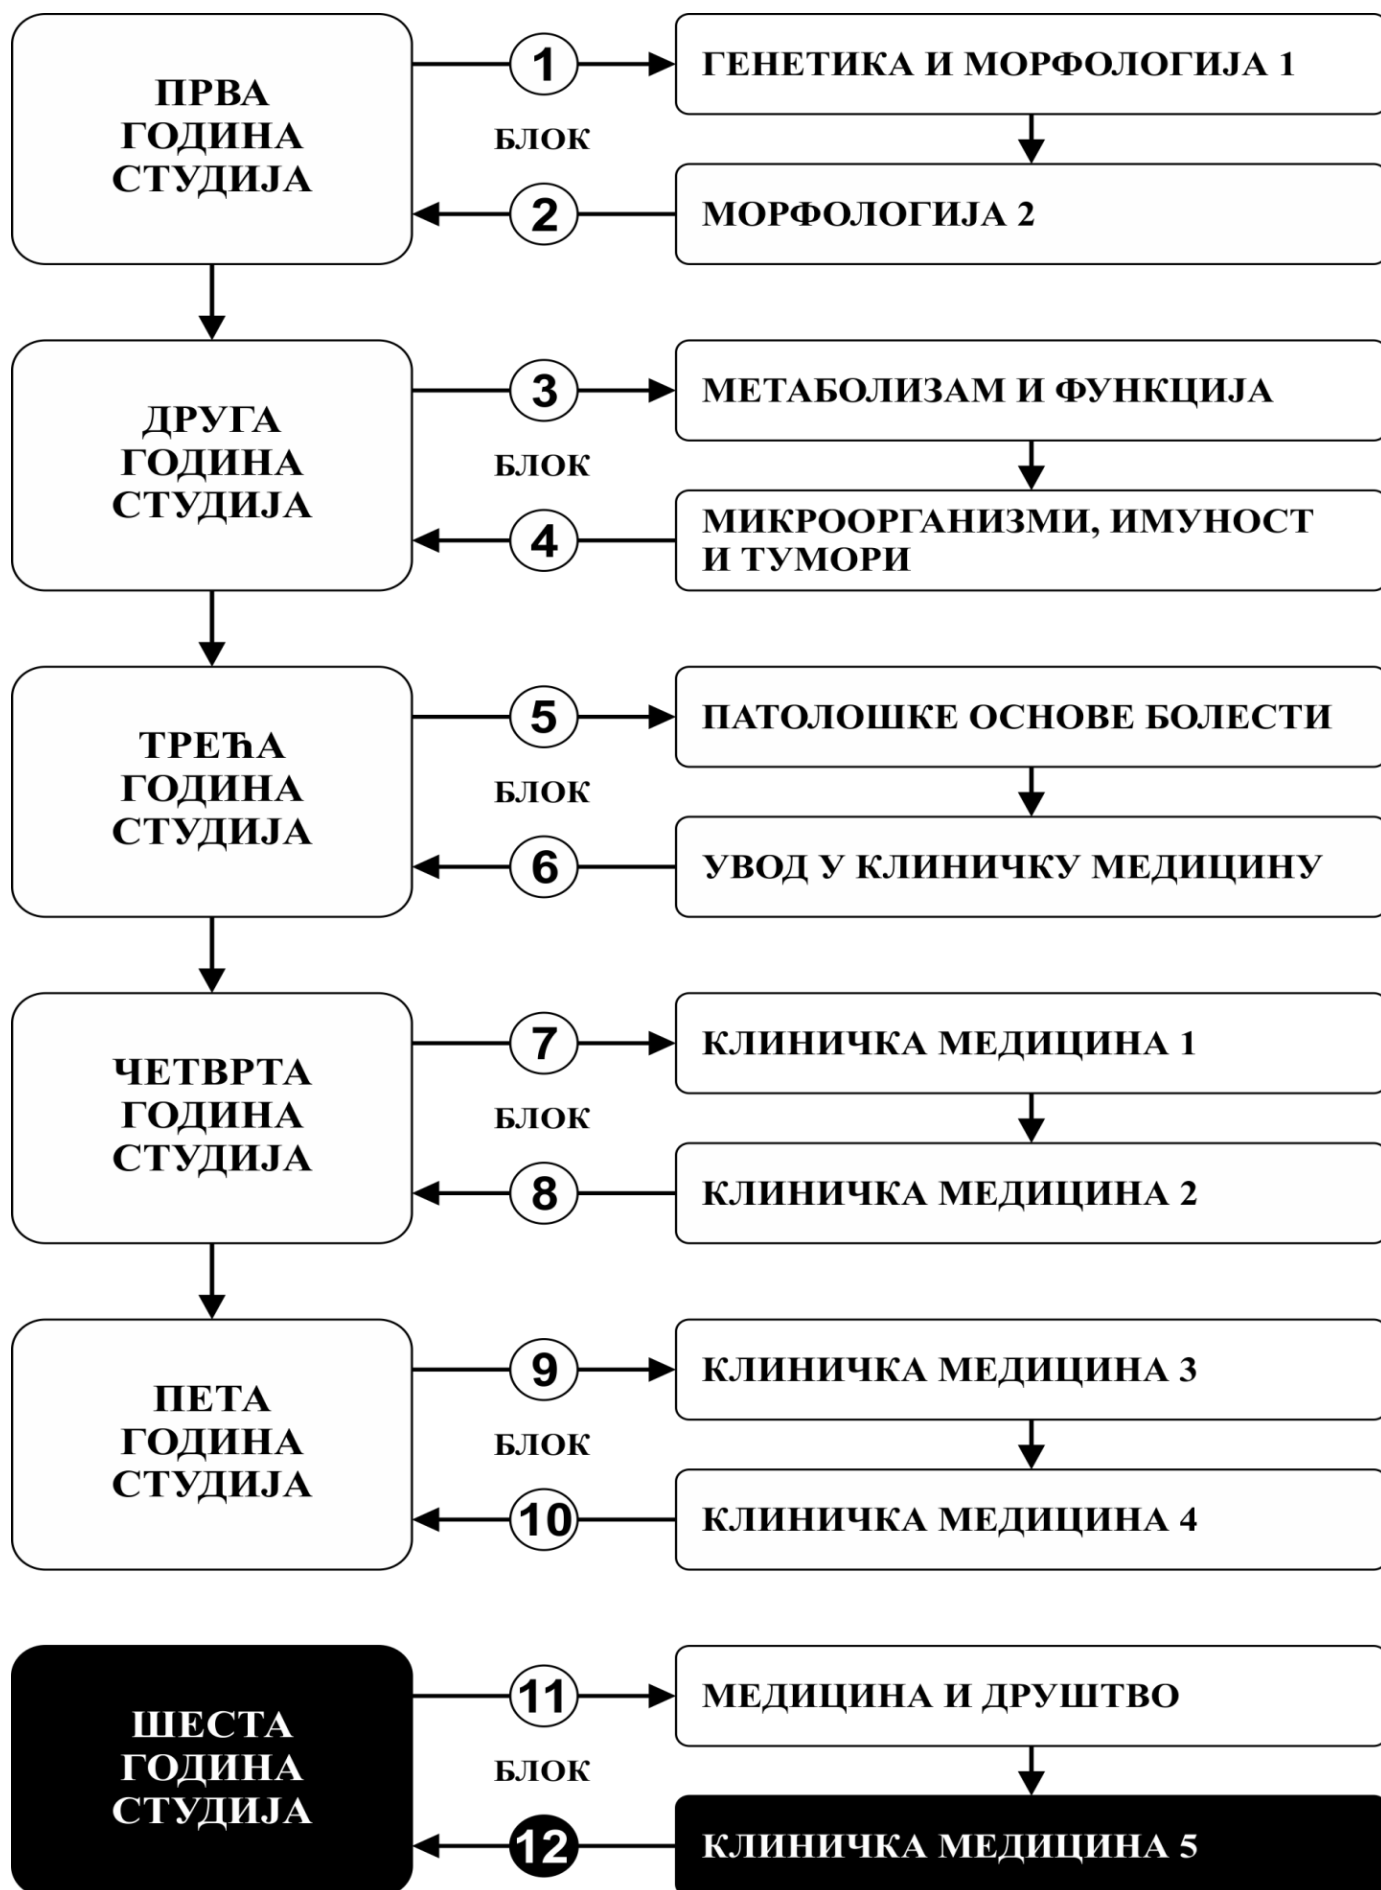 ПРВА
ГОДИНА
СТУДИЈА
1
БЛОК
2
ГЕНЕТИКА И МОРФОЛОГИЈА 1
МОРФОЛОГИЈА 2
ДРУГА
ГОДИНА
СТУДИЈА
3
БЛОК
4
МЕТАБОЛИЗАМ И ФУНКЦИЈА
МИКРООРГАНИЗМИ, ИМУНОСТ
И ТУМОРИ
ТРЕЋА
ГОДИНА
СТУДИЈА
5
БЛОК
6
ПАТОЛОШКЕ ОСНОВЕ БОЛЕСТИ
УВОД У КЛИНИЧКУ МЕДИЦИНУ
ЧЕТВРТА
ГОДИНА
СТУДИЈА
7
БЛОК
8
КЛИНИЧКА МЕДИЦИНА 1
КЛИНИЧКА МЕДИЦИНА 2
ПЕТА
ГОДИНА
СТУДИЈА
9
БЛОК
10
КЛИНИЧКА МЕДИЦИНА 3
КЛИНИЧКА МЕДИЦИНА 4
ШЕСТА
ГОДИНА
СТУДИЈА
11
БЛОК
12
МЕДИЦИНА И ДРУШТВО
КЛИНИЧКА МЕДИЦИНА 5